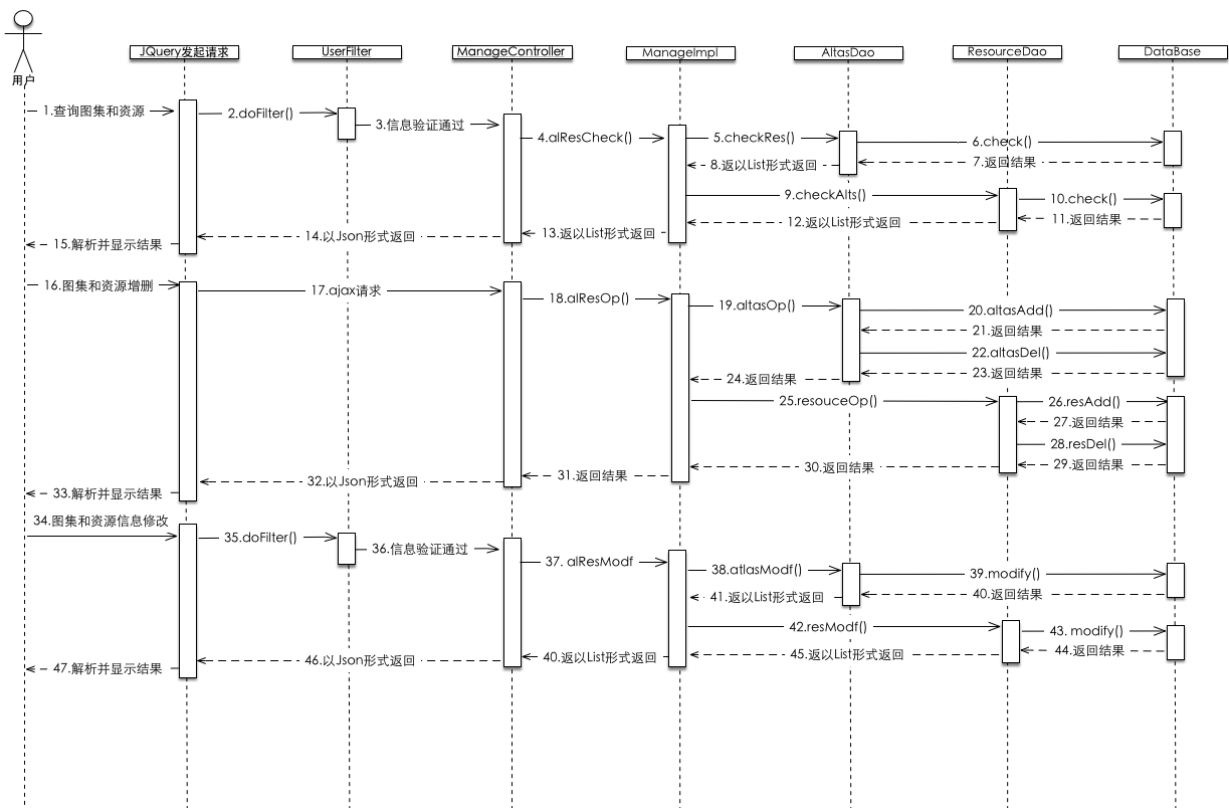 JQuery发起请求
UserFilter
ManageController
ManageImpl
AltasDao
ResourceDao
DataBase
用户
1.查询图集和资源
2.doFilter()
3.信息验证通过
4.alResCheck()
5.checkRes()
6.check()
7.返回结果
8.返以List形式返回
9.checkAlts()
10.check()
11.返回结果
12.返以List形式返回
13.返以List形式返回
14.以Json形式返回
15.解析并显示结果
16.图集和资源增删
17.ajax请求
18.alResOp()
19.altasOp()
20.altasAdd()
21.返回结果
22.altasDel()
23.返回结果
24.返回结果
25.resouceOp()
26.resAdd()
27.返回结果
28.resDel()
29.返回结果
30.返回结果
31.返回结果
32.以Json形式返回
33.解析并显示结果
34.图集和资源信息修改
35.doFilter()
36.信息验证通过
37. alResModf
38.atlasModf()
39.modify()
40.返回结果
41.返以List形式返回
42.resModf()
43. modify()
44.返回结果
45.返以List形式返回
40.返以List形式返回
46.以Json形式返回
47.解析并显示结果